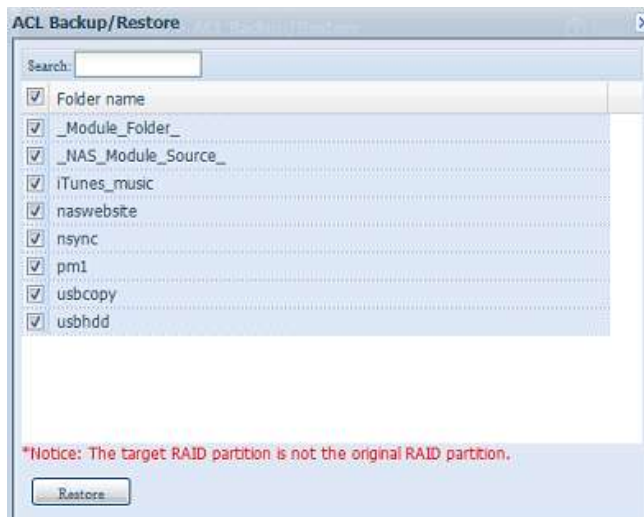 ACL Backup/Restore
Search:
Folder name
_Module_Folder_
_NAS_Module_Source_
iTunes_music
naswebsite
nsync
pm1
usbcopy
usbhdd
*Notice: The target RAID partition is not the original RAID partition.
Restore